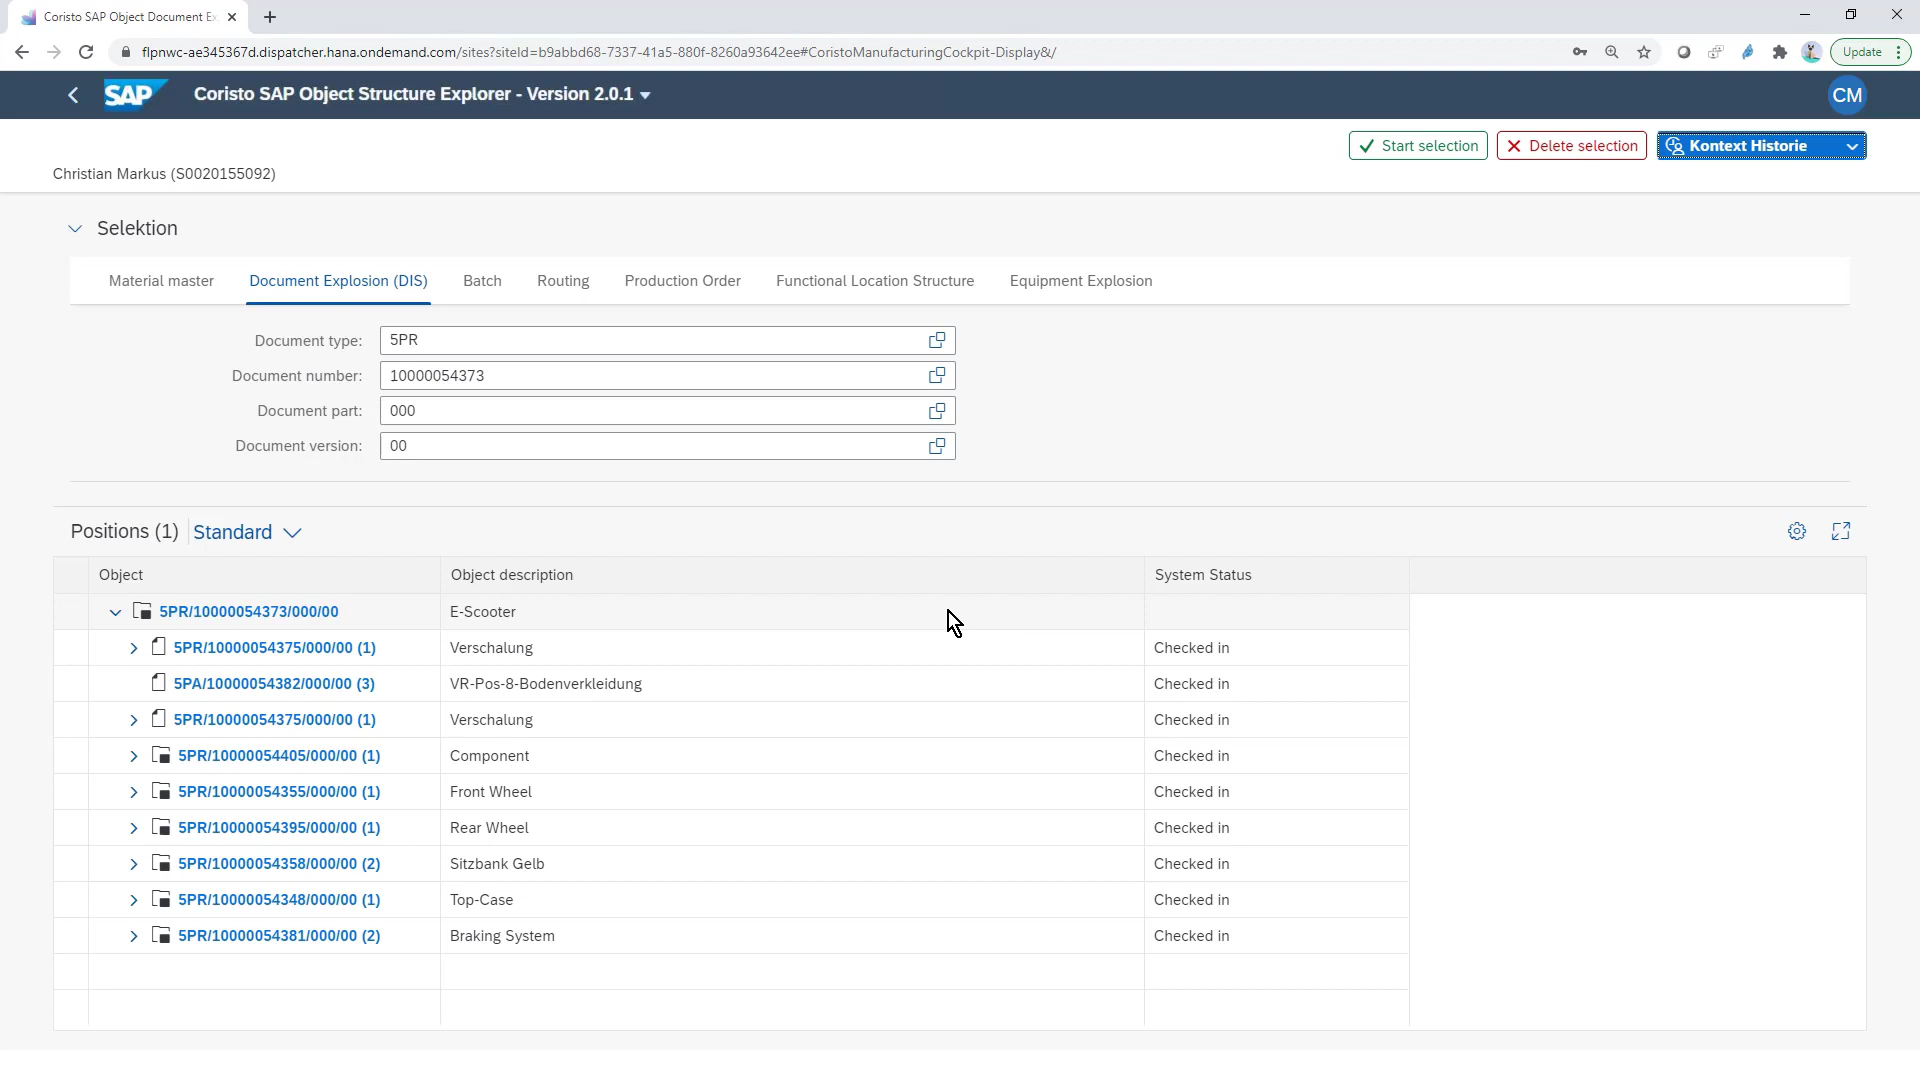 Coristo SAP Object Document Ex
flpnwc-ae345367d.dispatcher.hana.ondemand.com/sites?siteId=b9abbd68-7337-41a5-880f-8260a93642ee#CoristoManufacturingCockpit-Display&/
Update
SAP Coristo SAP Object Structure Explorer - Version 2.0.1
CM
Start selection Delete selection Kontext Historie
Christian Markus (S0020155092)
Selektion
Material master Document Explosion (DIS) Batch Routing Production Order Functional Location Structure Equipment Explosion
Document type: 5PR
Document number: 10000054373
Document part: 000
Document version: 00
Positions (1) Standard
Object Object description System Status
5PR/10000054373/000/00 E-Scooter
5PR/10000054375/000/00 (1) Verschalung Checked in
5PA/10000054382/000/00 (3) VR-Pos-8-Bodenverkleidung Checked in
5PR/10000054375/000/00 (1) Verschalung Checked in
5PR/10000054405/000/00 (1) Component Checked in
5PR/10000054355/000/00 (1) Front Wheel Checked in
5PR/10000054395/000/00 (1) Rear Wheel Checked in
5PR/10000054358/000/00 (2) Sitzbank Gelb Checked in
5PR/10000054348/000/00 (1) Top-Case Checked in
5PR/10000054381/000/00 (2) Braking System Checked in